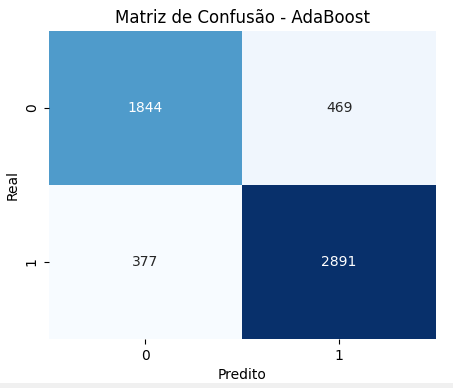 Matriz de Confusão - AdaBoost
0
1844
469
Real
1
377
2891
0
1
Predito